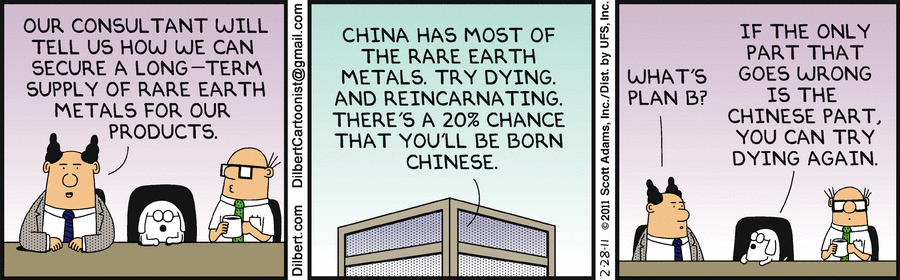 OUR CONSULTANT WILL
TELL US HOW WE CAN
SECURE A LONG-TERM
SUPPLY OF RARE EARTH
METALS FOR OUR
PRODUCTS.
Dilbert.com DilbertCartoonist@gmail.com
CHINA HAS MOST OF
THE RARE EARTH
METALS. TRY DYING.
AND REINCARNATING.
THERE'S A 20% CHANCE
THAT YOU'LL BE BORN
CHINESE.
2-28-11 ©2011 Scott Adams, Inc./Dist. by UFS, Inc.
WHAT'S
PLAN B?
IF THE ONLY
PART THAT
GOES WRONG
IS THE
CHINESE PART,
YOU CAN TRY
DYING AGAIN.